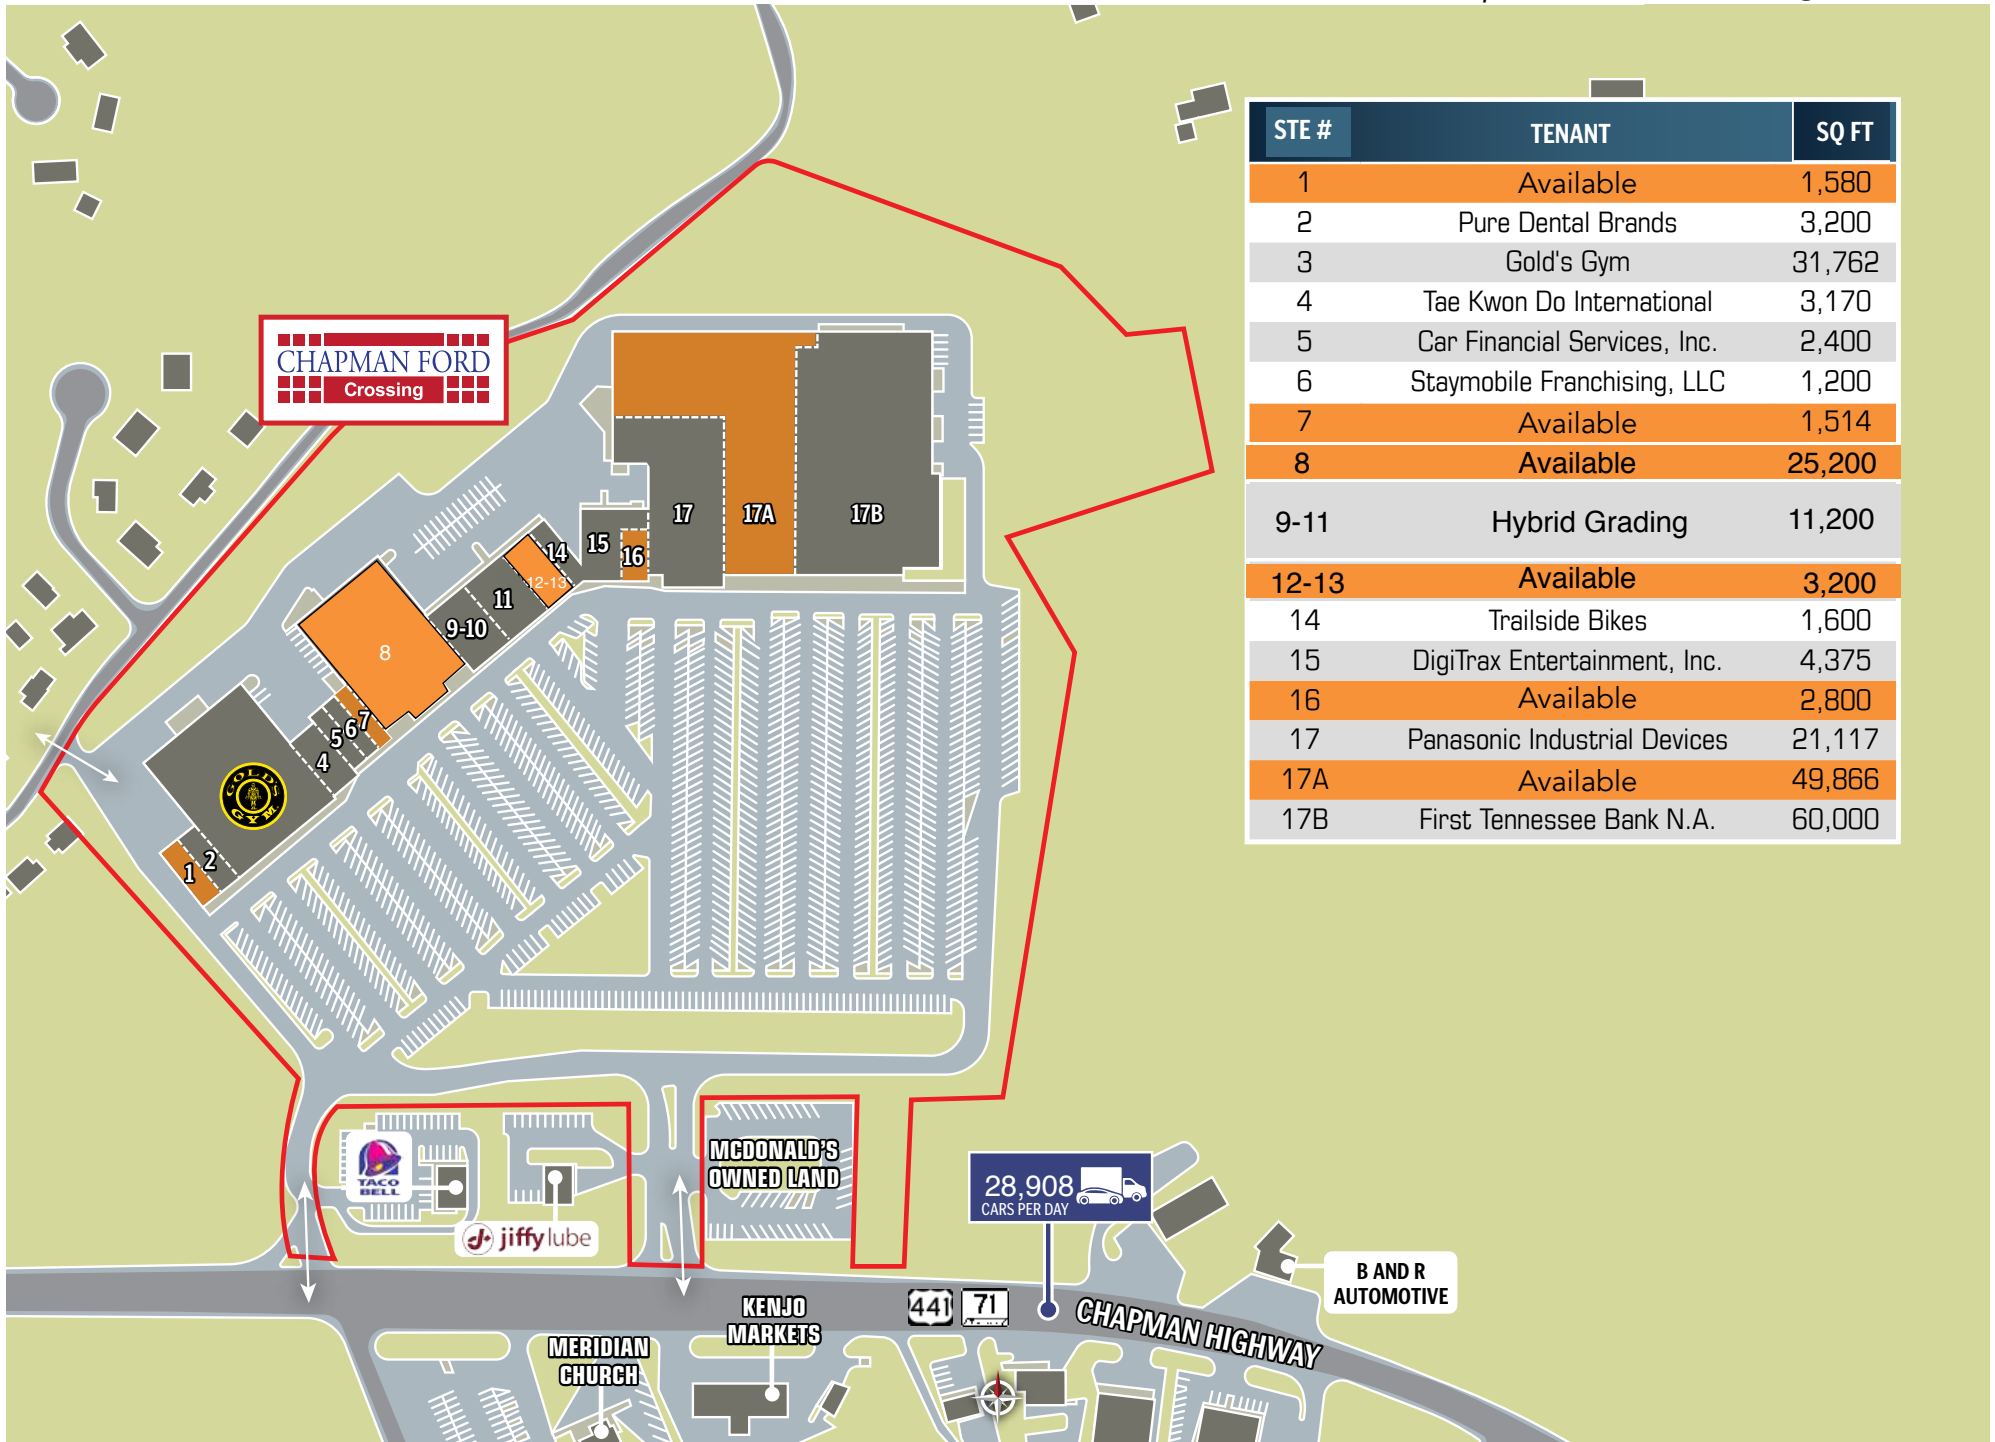 STE # TENANT SQ FT
1 Available 1,580
2 Pure Dental Brands 3,200
3 Gold's Gym 31,762
4 Tae Kwon Do International 3,170
5 Car Financial Services, Inc. 2,400
6 Staymobile Franchising, LLC 1,200
7 Available 1,514
8 Available 25,200
9-11 Hybrid Grading 11,200
12-13 Available 3,200
14 Trailside Bikes 1,600
15 DigiTrax Entertainment, Inc. 4,375
16 Available 2,800
17 Panasonic Industrial Devices 21,117
17A Available 49,866
17B First Tennessee Bank N.A. 60,000
CHAPMAN FORD
Crossing
17
17A
17B
15
16
14
12-13
11
9-10
8
7
6
5
4
GOLD'S
GYM
2
1
TACO
BELL
jiffy lube
MCDONALD'S
OWNED LAND
28,908
CARS PER DAY
B AND R
AUTOMOTIVE
441
71
CHAPMAN HIGHWAY
KENJO
MARKETS
MERIDIAN
CHURCH